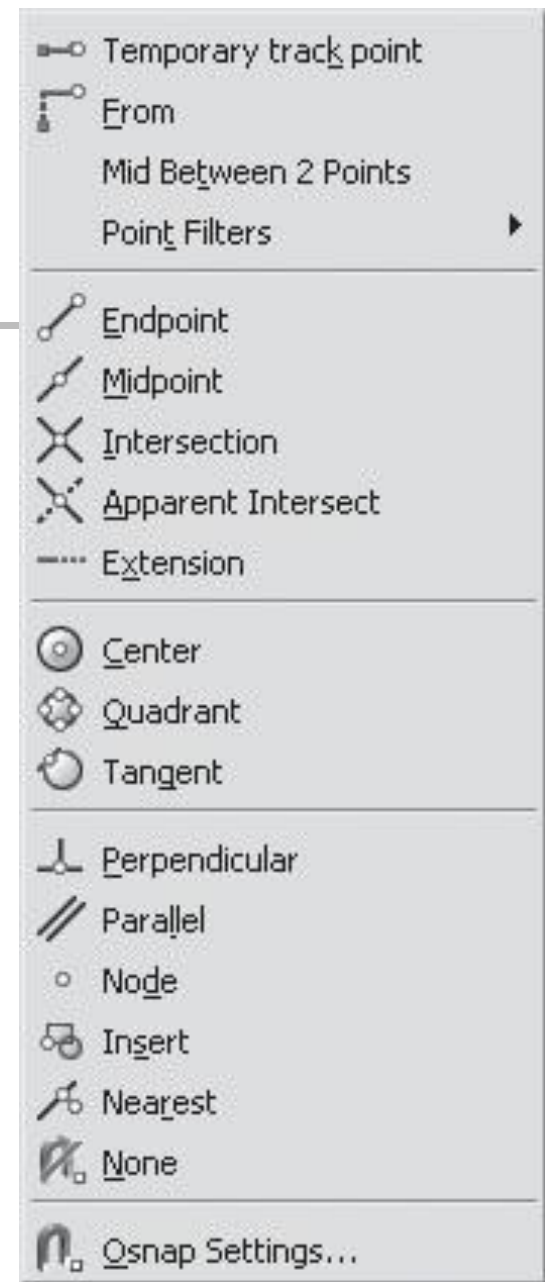 Temporary track point
From
Mid Between 2 Points
Point Filters
Endpoint
Midpoint
Intersection
Apparent Intersect
Extension
Center
Quadrant
Tangent
Perpendicular
Parallel
Node
Insert
Nearest
None
Osnap Settings...